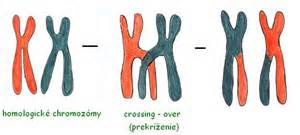 homologické chromozómy
crossing - over
(prekríženie)